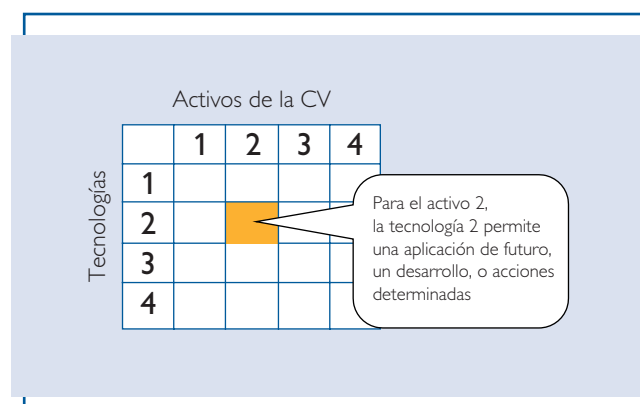 Activos de la CV
1 2 3 4
Tecnologías
1
2
3
4
Para el activo 2,
la tecnología 2 permite
una aplicación de futuro,
un desarrollo, o acciones
determinadas